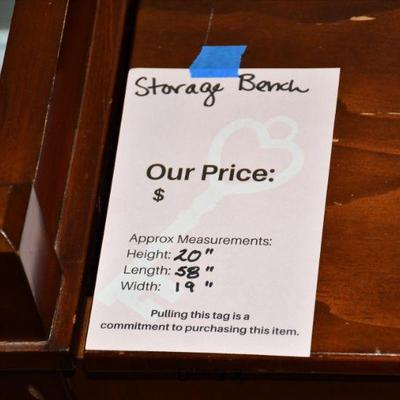 Storage Bench
Our Price:
$
Approx Measurements:
Height: 20"
Length: 58"
Width: 19"
Pulling this tag is a
commitment to purchasing this item.